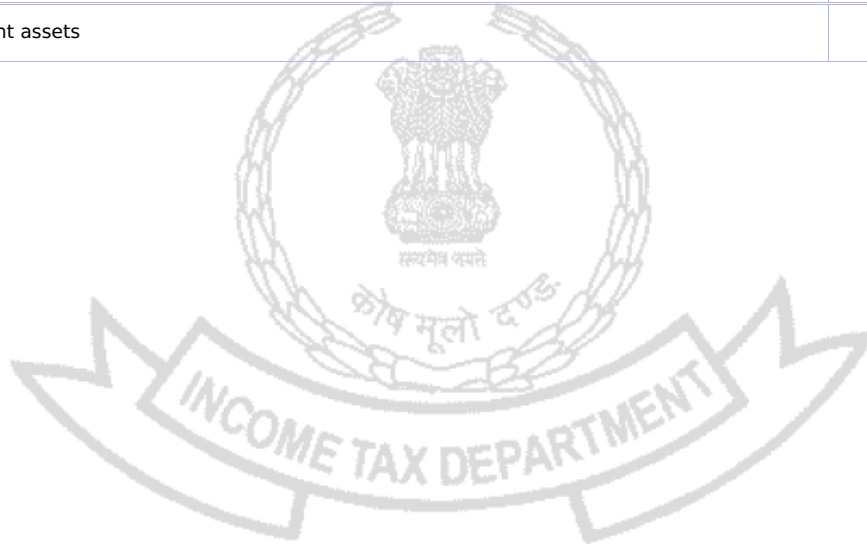 nt assets
सत्यमेव जयते
कोष मूलो दण्ड:
INCOME TAX DEPARTMENT